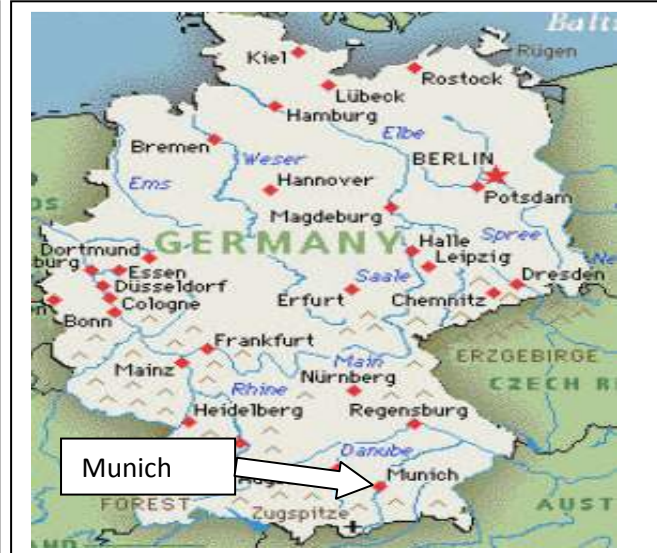 Balt
Rügen
Kiel
Rostock
Lübeck
Hamburg
Elbe
Bremen
Weser
BERLIN
Ems
Hannover
Potsdam
Magdeburg
Spree
GERMANY
Dortmund
Halle
Leipzig
burg
Essen
Saale
Dresden
Düsseldorf
Erfurt
Chemnitz
Cologne
Bonn
Frankfurt
ERZGEBIRGE
Main
Mainz
Nürnberg
CZECH R
Rhine
Heidelberg
Regensburg
Danube
Munich
Munich
FOREST
Zugspitze
AUST